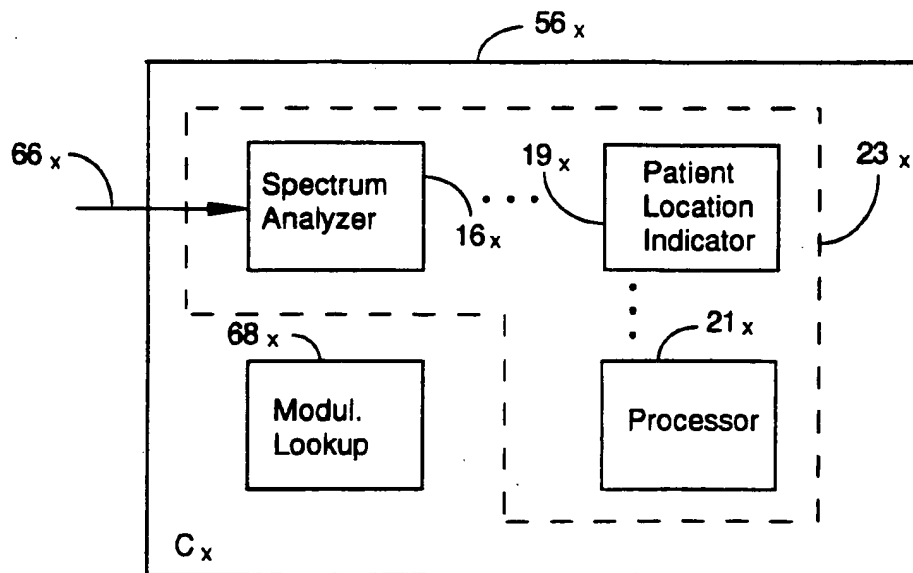 56 x
66 x
Spectrum
Analyzer
16 x
19 x
Patient
Location
Indicator
23 x
68 x
Modul.
Lookup
21 x
Processor
C x